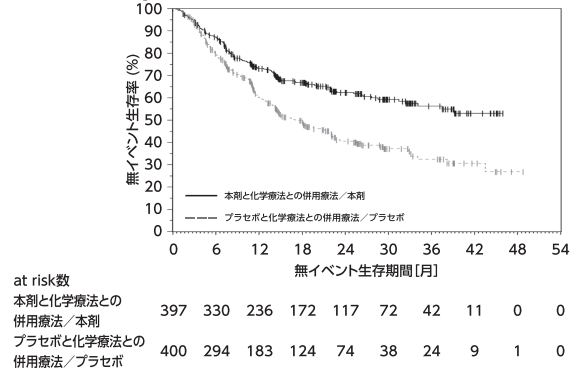 100
90
80
70
60
50
40
30
20
10
0
無イベント生存率 (%)
本剤と化学療法との併用療法/本剤
プラセボと化学療法との併用療法/プラセボ
0 6 12 18 24 30 36 42 48 54
無イベント生存期間[月]
at risk数
本剤と化学療法との
併用療法/本剤
397 330 236 172 117 72 42 11 0 0
プラセボと化学療法との
併用療法/プラセボ
400 294 183 124 74 38 24 9 1 0